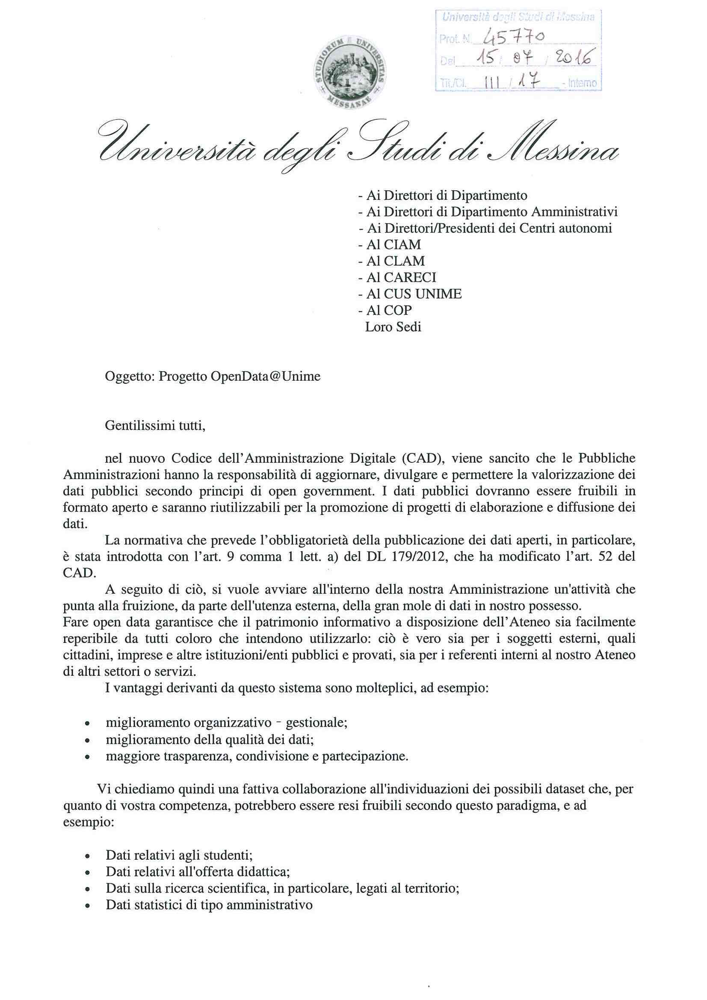 Università degli Studi di Messina
Prot. N. 45770
Del 15 / 07 / 2016
Tit./Cl. III / 17 - Interno
STUDIORUM E UNIVERSITAS
MESSANAE
Università degli Studi di Messina
- Ai Direttori di Dipartimento
- Ai Direttori di Dipartimento Amministrativi
- Ai Direttori/Presidenti dei Centri autonomi
- Al CIAM
- Al CLAM
- Al CARECI
- Al CUS UNIME
- Al COP
Loro Sedi
Oggetto: Progetto OpenData@Unime
Gentilissimi tutti,
nel nuovo Codice dell’Amministrazione Digitale (CAD), viene sancito che le Pubbliche
Amministrazioni hanno la responsabilità di aggiornare, divulgare e permettere la valorizzazione dei
dati pubblici secondo principi di open government. I dati pubblici dovranno essere fruibili in
formato aperto e saranno riutilizzabili per la promozione di progetti di elaborazione e diffusione dei
dati.
La normativa che prevede l’obbligatorietà della pubblicazione dei dati aperti, in particolare,
è stata introdotta con l’art. 9 comma 1 lett. a) del DL 179/2012, che ha modificato l’art. 52 del
CAD.
A seguito di ciò, si vuole avviare all'interno della nostra Amministrazione un'attività che
punta alla fruizione, da parte dell'utenza esterna, della gran mole di dati in nostro possesso.
Fare open data garantisce che il patrimonio informativo a disposizione dell’Ateneo sia facilmente
reperibile da tutti coloro che intendono utilizzarlo: ciò è vero sia per i soggetti esterni, quali
cittadini, imprese e altre istituzioni/enti pubblici e provati, sia per i referenti interni al nostro Ateneo
di altri settori o servizi.
I vantaggi derivanti da questo sistema sono molteplici, ad esempio:
• miglioramento organizzativo – gestionale;
• miglioramento della qualità dei dati;
• maggiore trasparenza, condivisione e partecipazione.
Vi chiediamo quindi una fattiva collaborazione all'individuazioni dei possibili dataset che, per
quanto di vostra competenza, potrebbero essere resi fruibili secondo questo paradigma, e ad
esempio:
• Dati relativi agli studenti;
• Dati relativi all'offerta didattica;
• Dati sulla ricerca scientifica, in particolare, legati al territorio;
• Dati statistici di tipo amministrativo